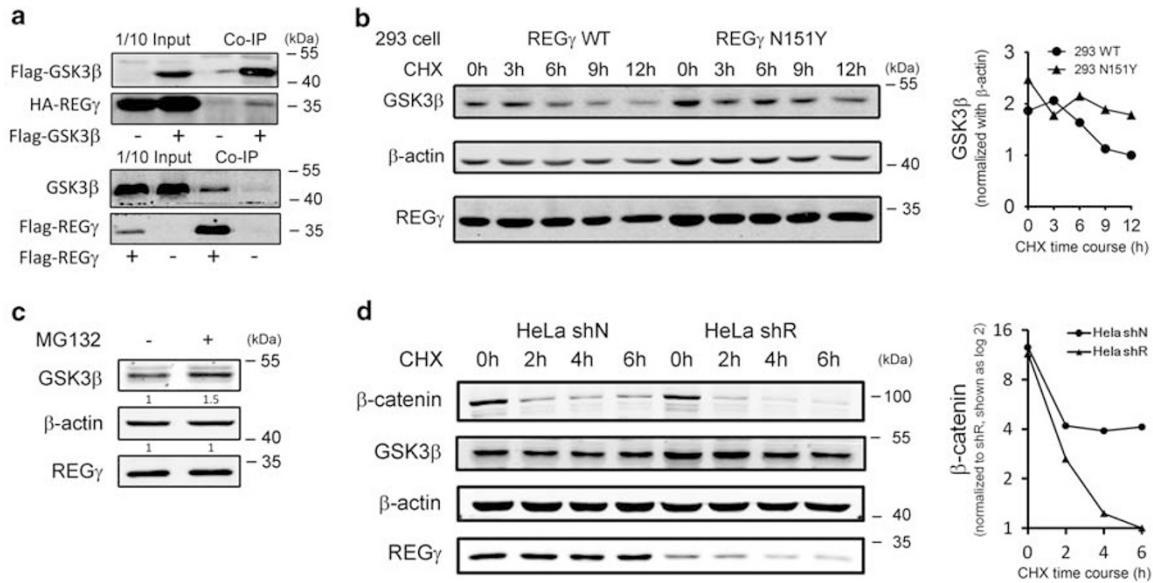 a
1/10 Input Co-IP (kDa)
Flag-GSK3β 55
40
HA-REGγ 35
Flag-GSK3β - + - +
1/10 Input Co-IP
GSK3β 55
40
Flag-REGγ 35
Flag-REGγ + - + -
b
293 cell REGγ WT REGγ N151Y
CHX 0h 3h 6h 9h 12h 0h 3h 6h 9h 12h (kDa)
GSK3β 55
β-actin 40
REGγ 35
GSK3β
(normalized with β-actin)
3
2
1
0
293 WT
293 N151Y
0 3 6 9 12
CHX time course (h)
c
MG132 - + (kDa)
GSK3β 55
1 1.5
β-actin 40
1 1
REGγ 35
d
HeLa shN HeLa shR
CHX 0h 2h 4h 6h 0h 2h 4h 6h (kDa)
β-catenin 100
GSK3β 55
β-actin 40
REGγ 35
β-catenin
(normalized to shR, shown as log 2)
16
8
4
2
1
HeLa shN
HeLa shR
0 2 4 6
CHX time course (h)